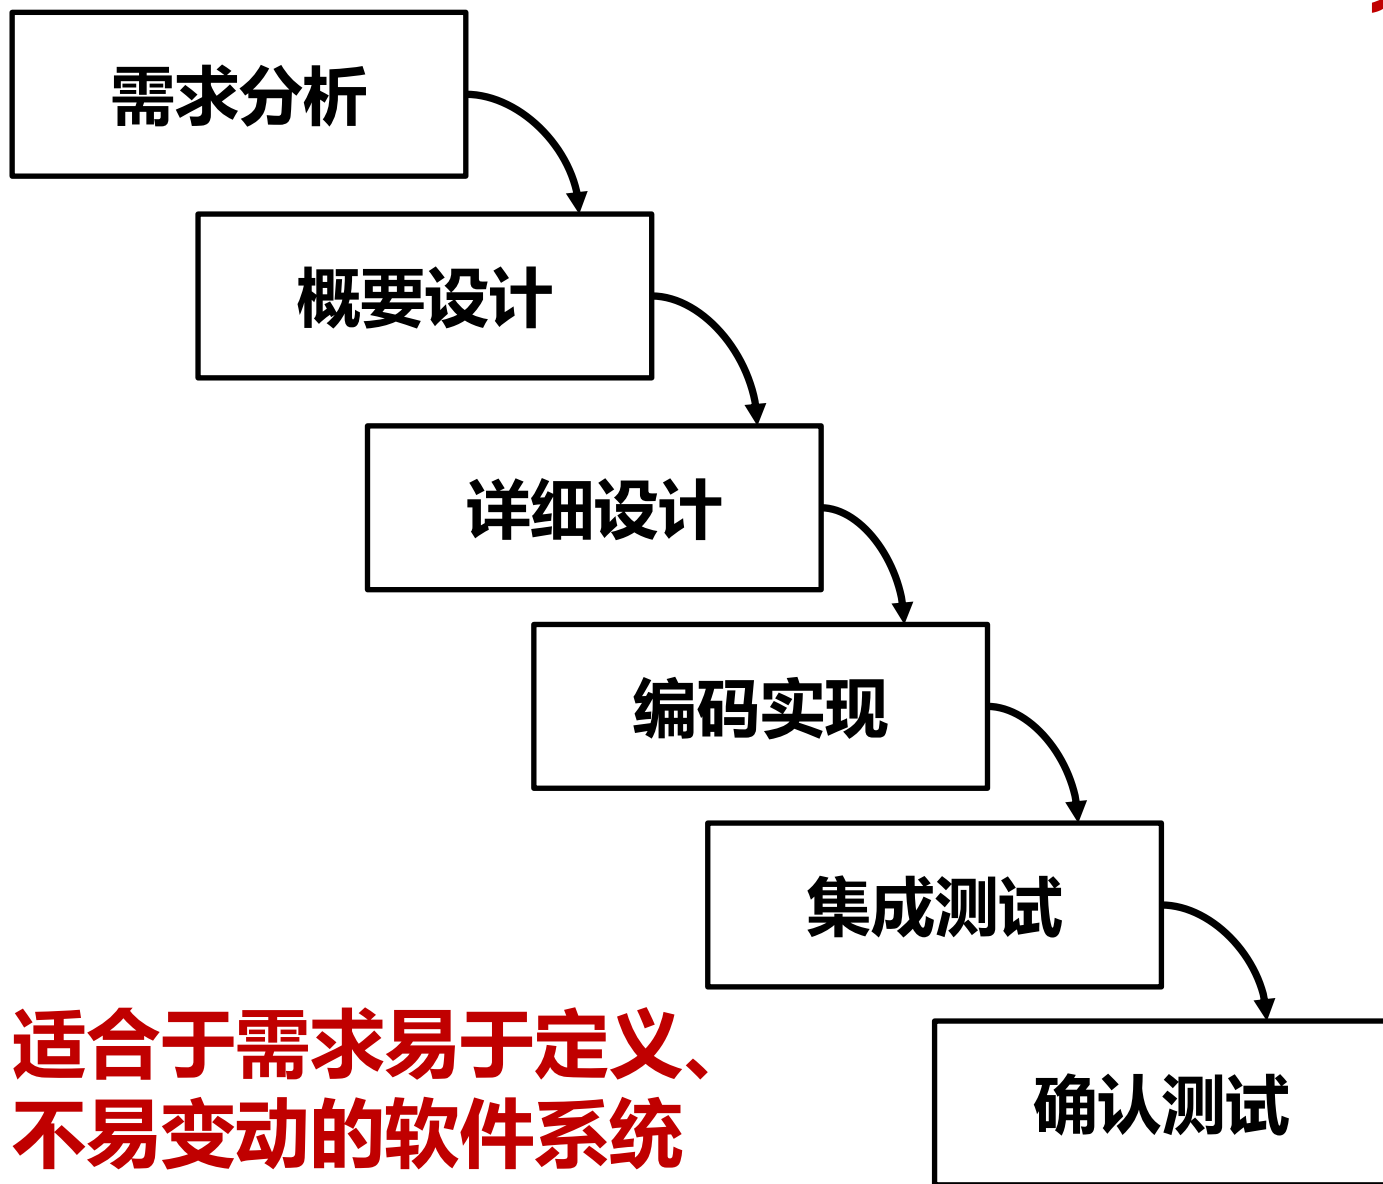 需求分析
概要设计
详细设计
编码实现
集成测试
确认测试
适合于需求易于定义、
不易变动的软件系统